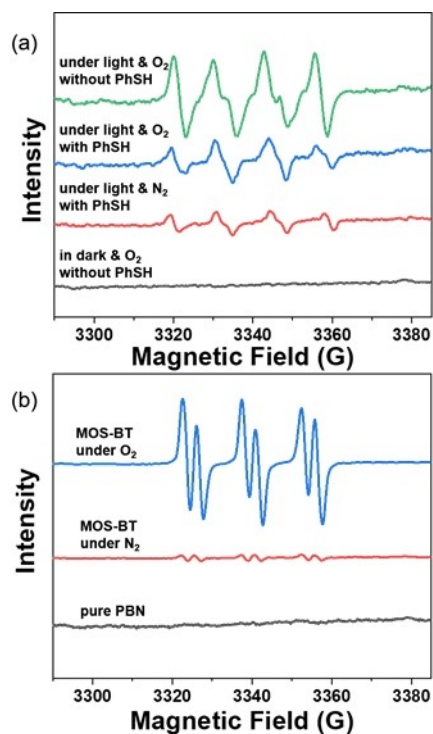 (a)
under light & O₂
without PhSH
under light & O₂
with PhSH
under light & N₂
with PhSH
in dark & O₂
without PhSH
Intensity
3300 3320 3340 3360 3380
Magnetic Field (G)
(b)
MOS-BT
under O₂
MOS-BT
under N₂
pure PBN
Intensity
3300 3320 3340 3360 3380
Magnetic Field (G)